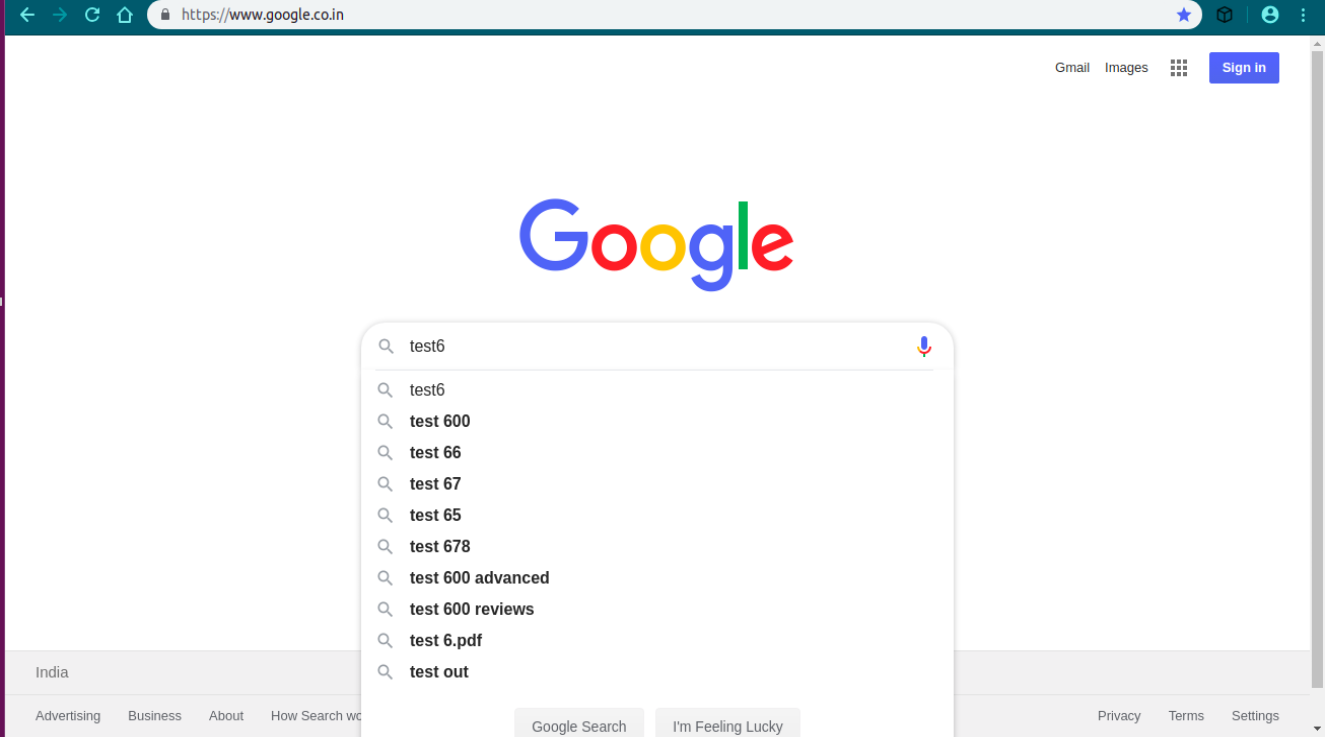 https://www.google.co.in
Gmail Images Sign in
Google
test6
test6
test 600
test 66
test 67
test 65
test 678
test 600 advanced
test 600 reviews
test 6.pdf
test out
India
Google Search I'm Feeling Lucky
Advertising Business About How Search Privacy Terms Settings